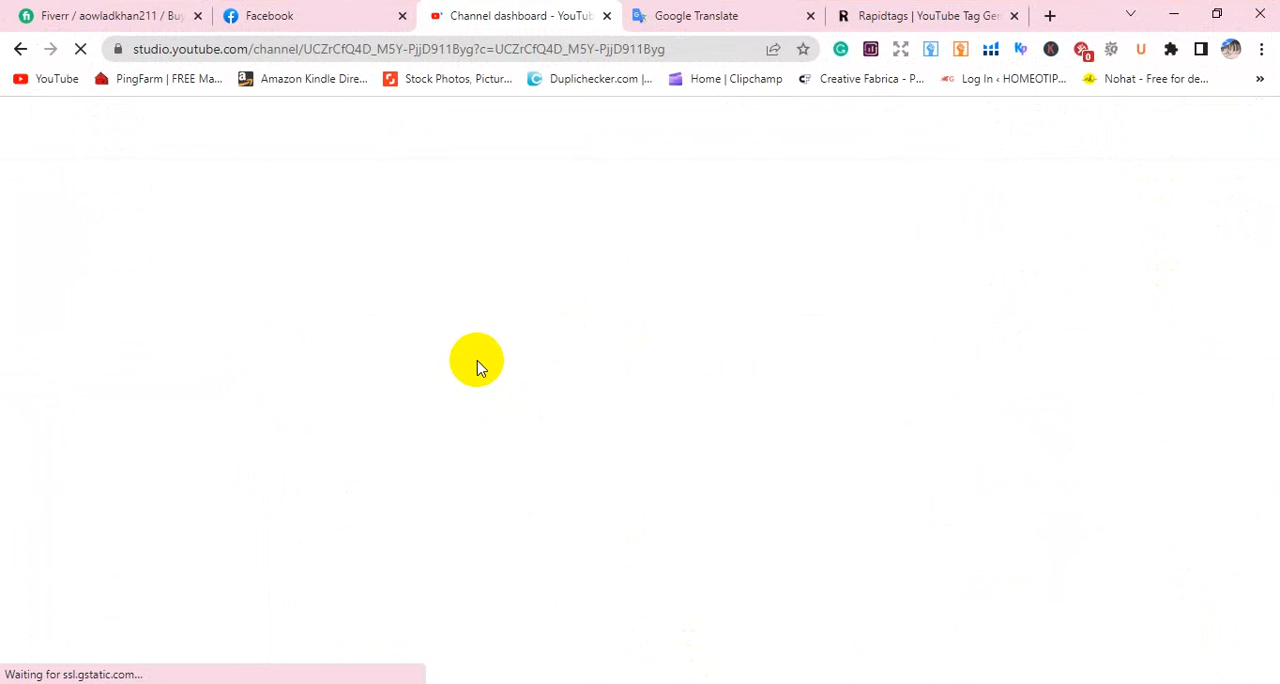 Fiverr / aowladkhan211 / Bu
Facebook
Channel dashboard - YouTub
Google Translate
Rapidtags | YouTube Tag Gen
studio.youtube.com/channel/UCZrCfQ4D_M5Y-PjjD911Byg?c=UCZrCfQ4D_M5Y-PjjD911Byg
YouTube
PingFarm | FREE Ma...
Amazon Kindle Dire...
Stock Photos, Pictur...
Duplichecker.com |...
Home | Clipchamp
Creative Fabrica - P...
Log In ‹ HOMEOTIP...
Nohat - Free for de...
»
Waiting for ssl.gstatic.com...